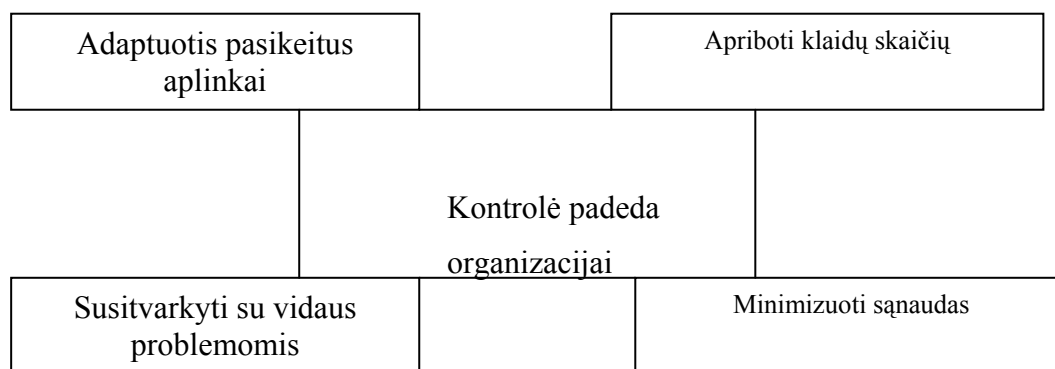 Adaptuotis pasikeitus
aplinkai
Apriboti klaidų skaičių
Kontrolė padeda
organizacijai
Susitvarkyti su vidaus
problemomis
Minimizuoti sąnaudas